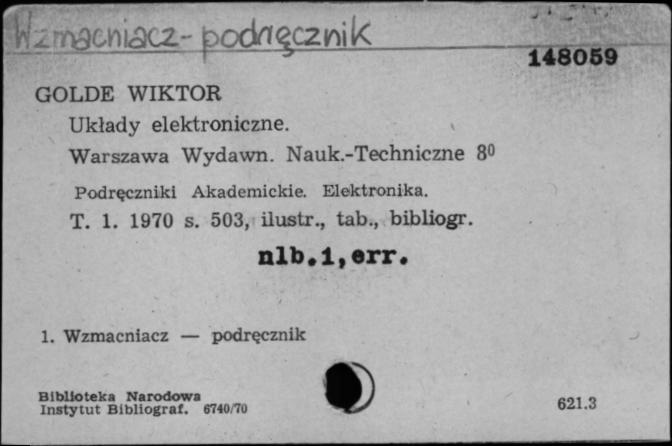 Wzmacniacz - podręcznik
148059
GOLDE WIKTOR
Układy elektroniczne.
Warszawa Wydawn. Nauk.-Techniczne 8⁰
Podręczniki Akademickie. Elektronika.
T. 1. 1970 s. 503, ilustr., tab., bibliogr.
nlb.1, err.
1. Wzmacniacz — podręcznik
Biblioteka Narodowa
Instytut Bibliograf. 6740/70
621.3